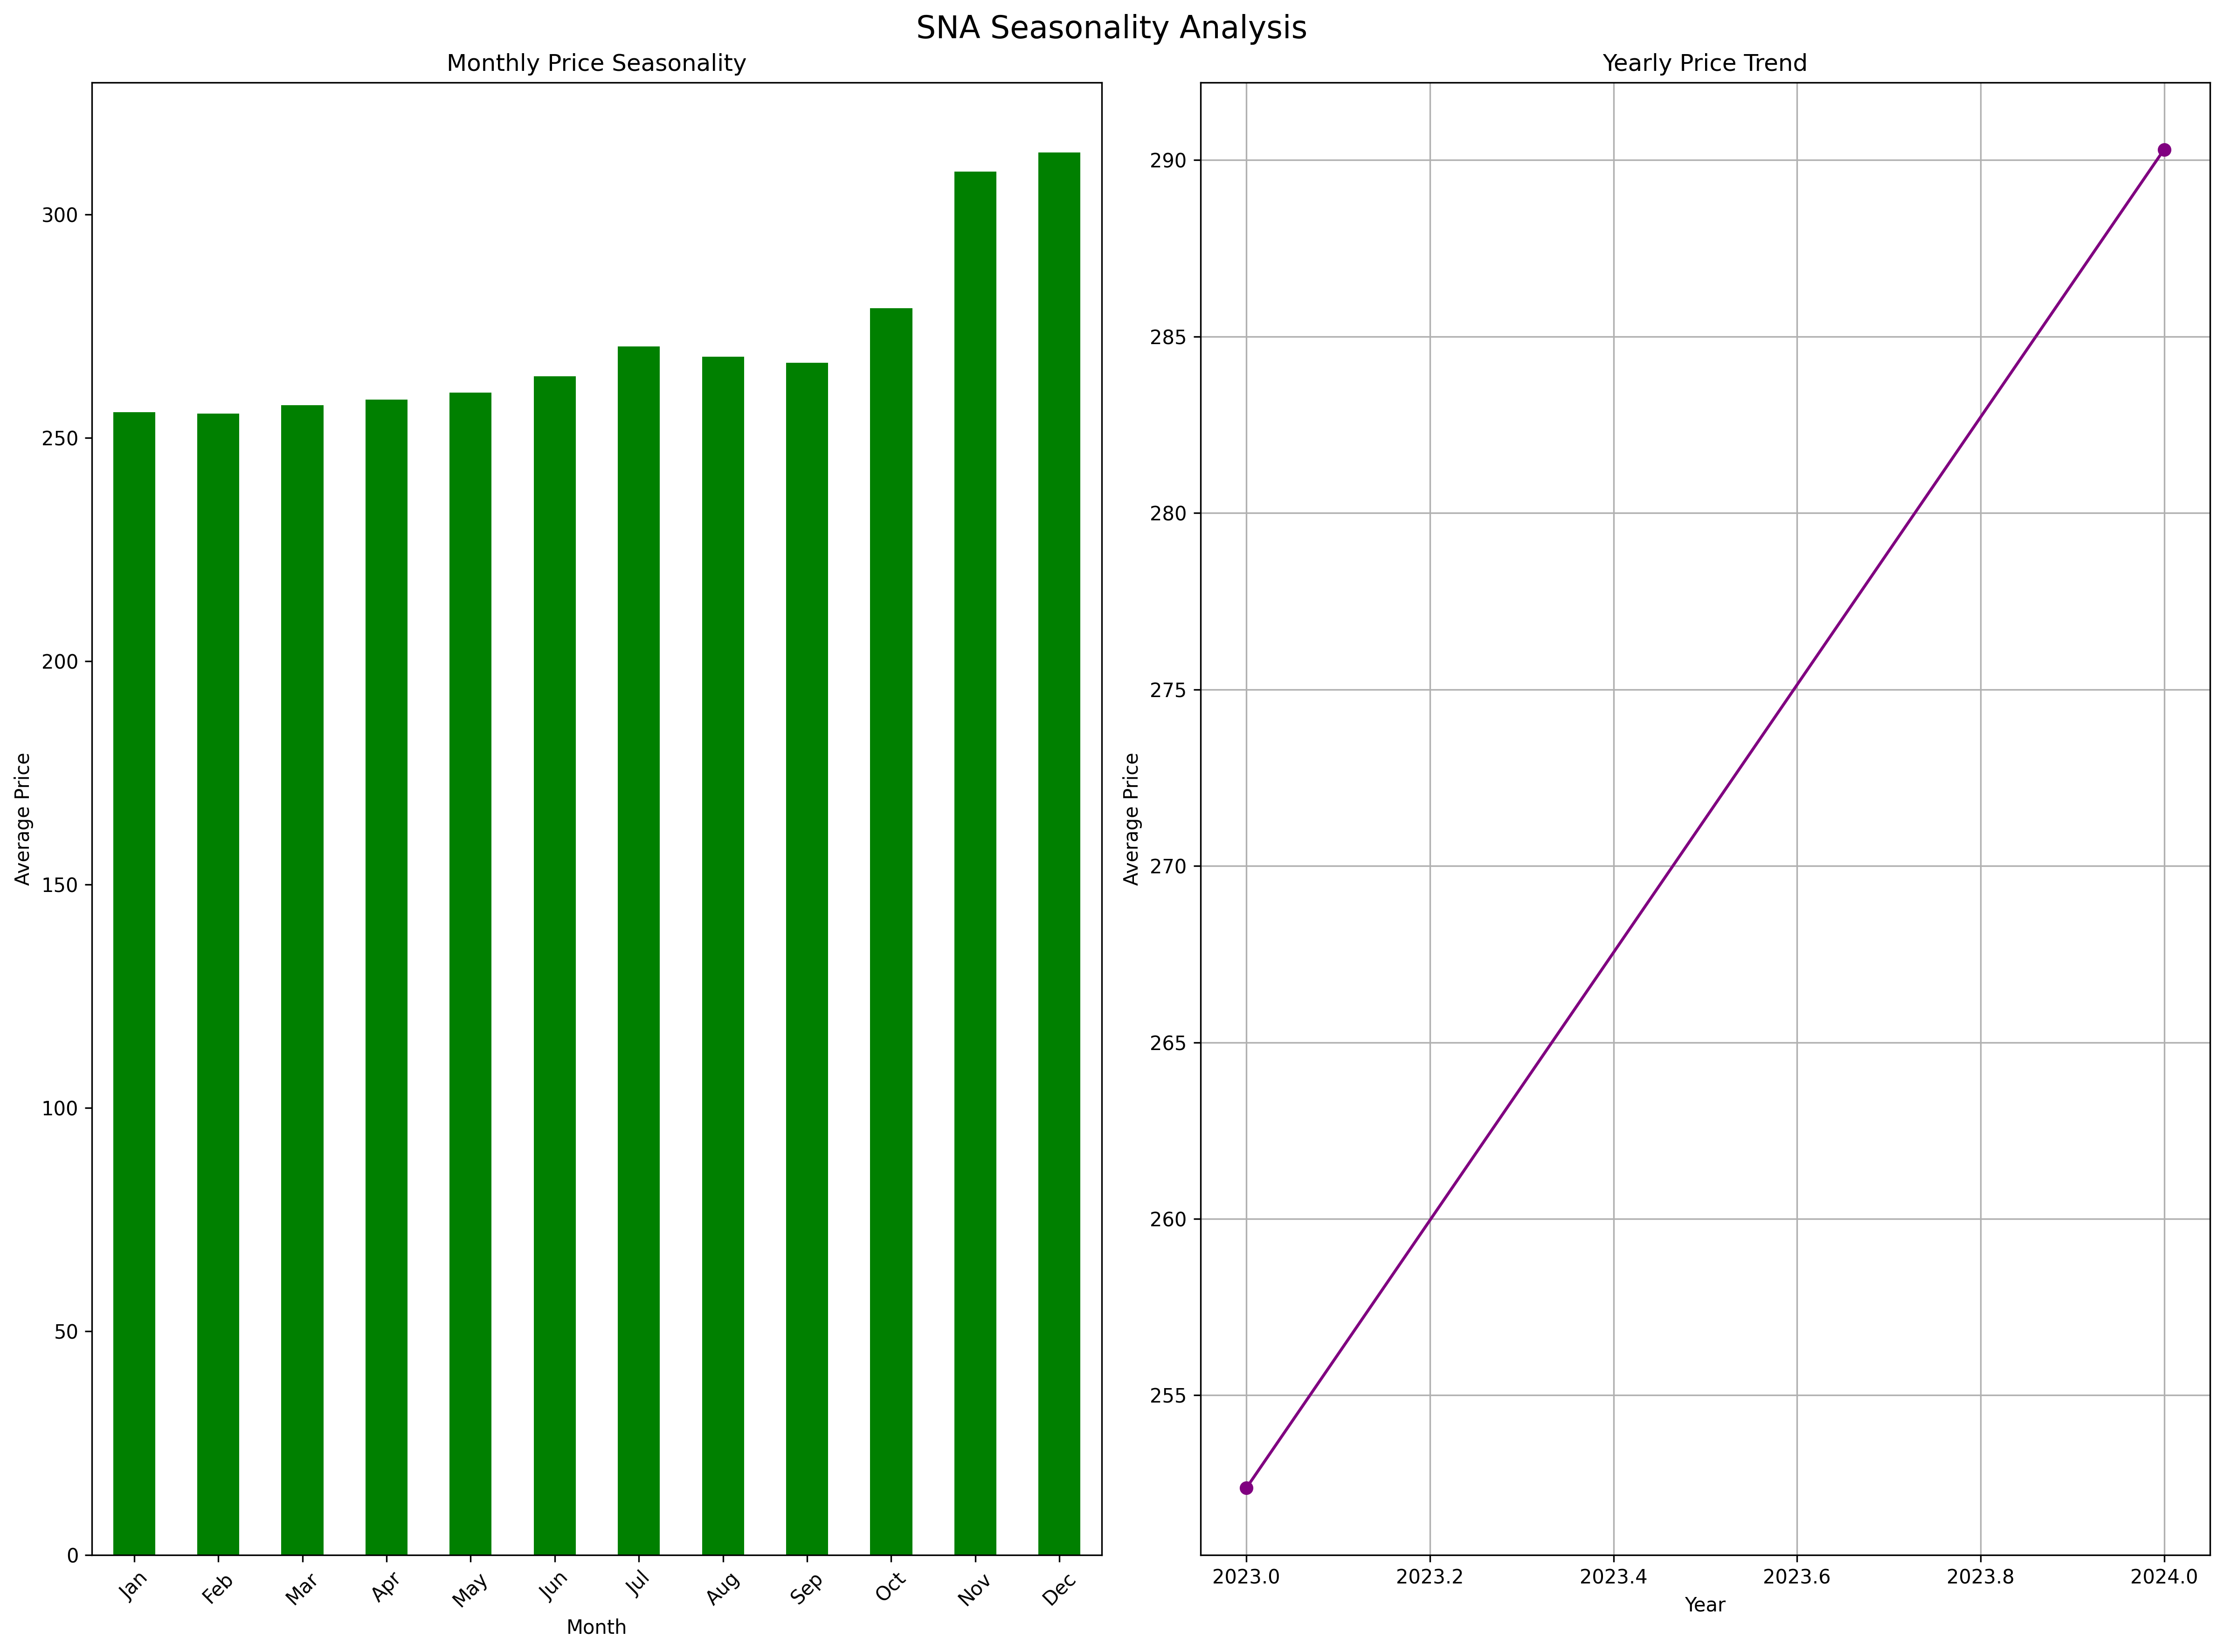 SNA Seasonality Analysis
Monthly Price Seasonality
Average Price
300
250
200
150
100
50
0
Jan Feb Mar Apr May Jun Jul Aug Sep Oct Nov Dec
Month
Yearly Price Trend
Average Price
290
285
280
275
270
265
260
255
2023.0 2023.2 2023.4 2023.6 2023.8 2024.0
Year